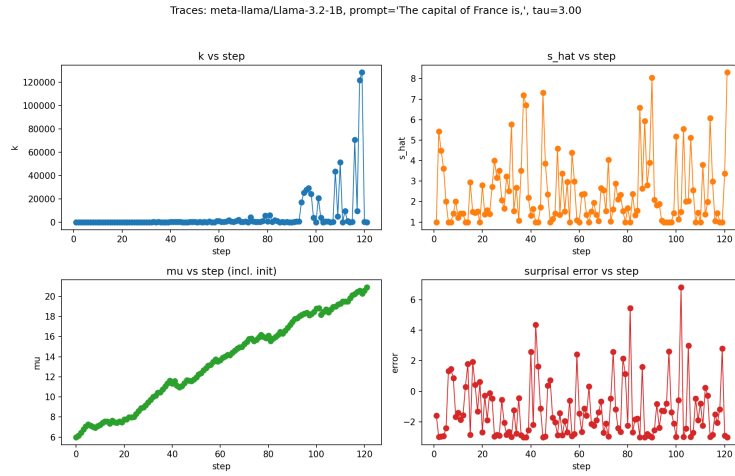 Traces: meta-llama/Llama-3.2-1B, prompt='The capital of France is,', tau=3.00
k vs step
k
120000
100000
80000
60000
40000
20000
0
0 20 40 60 80 100 120
step
s_hat vs step
s_hat
8
7
6
5
4
3
2
1
0 20 40 60 80 100 120
step
mu vs step (incl. init)
mu
20
18
16
14
12
10
8
6
0 20 40 60 80 100 120
step
surprisal error vs step
error
6
4
2
0
−2
0 20 40 60 80 100 120
step